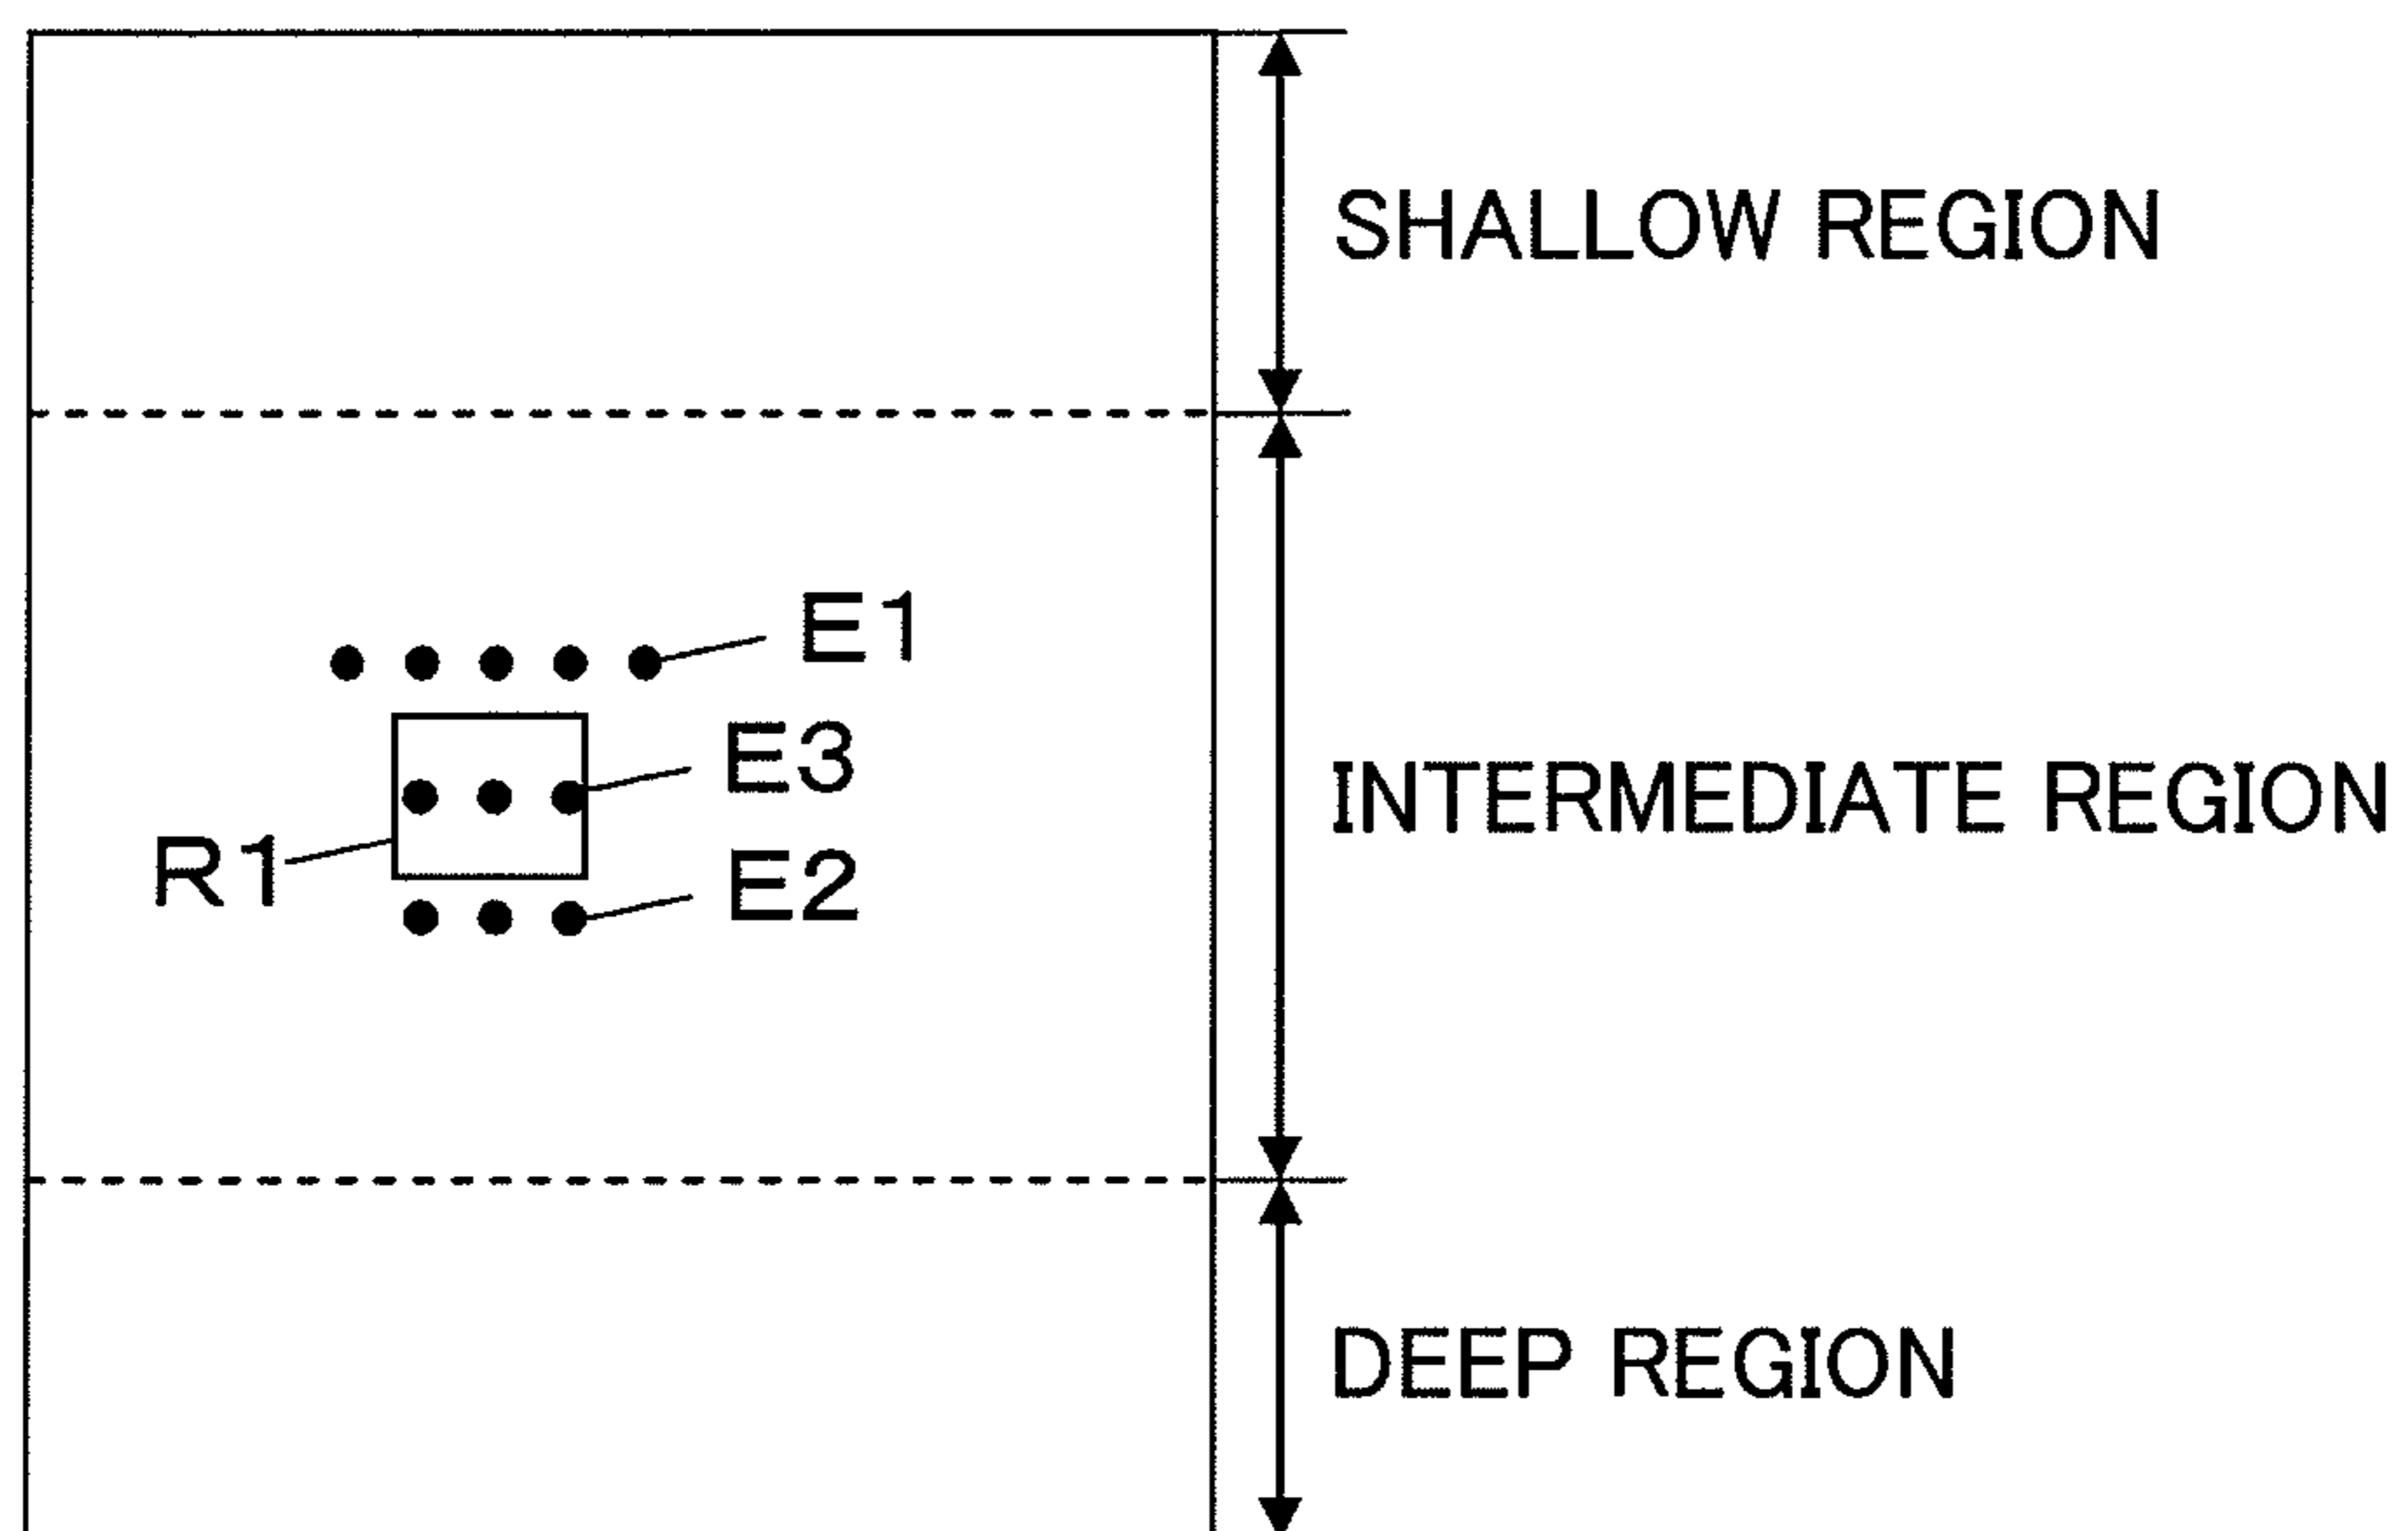 SHALLOW REGION
E1
E3
INTERMEDIATE REGION
R1
E2
DEEP REGION